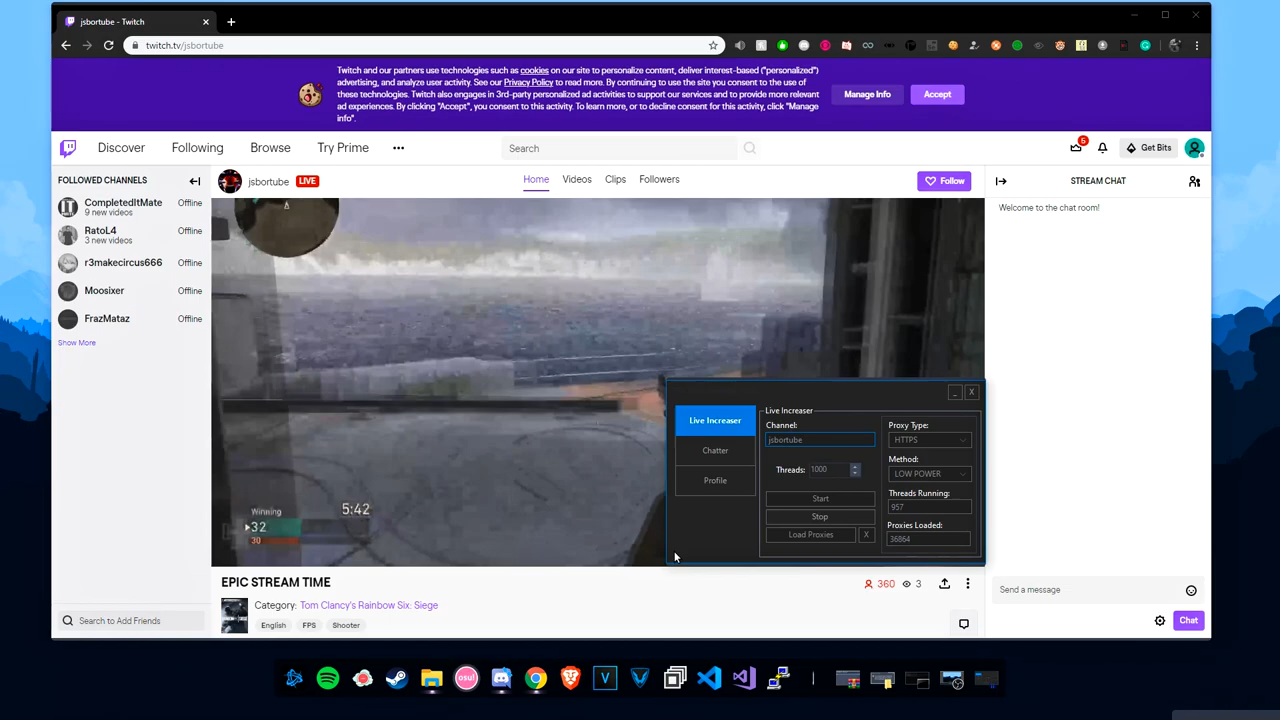 jsbortube - Twitch
twitch.tv/jsbortube
Twitch and our partners use technologies such as cookies on our site to personalize content, deliver interest-based ("personalized")
advertising, and analyze user activity. See our Privacy Policy to read more. By continuing to use the site you consent to the use of
these technologies. Twitch also engages in 3rd-party personalized ad activities to support our services and to provide more relevant
ad experiences. By clicking "Accept", you consent to this activity. To learn more, or to decline consent for this activity, click "Manage
info".
Manage Info
Accept
Discover
Following
Browse
Try Prime
Search
5
Get Bits
FOLLOWED CHANNELS
CompletedItMate
Offline
9 new videos
RatoL4
Offline
3 new videos
r3makecircus666
Offline
Moosixer
Offline
FrazMataz
Offline
Show More
Search to Add Friends
jsbortube
LIVE
Home
Videos
Clips
Followers
Follow
STREAM CHAT
Welcome to the chat room!
Winning
32
30
5:42
Live Increaser
Chatter
Profile
Live Increaser
Channel:
jsbortube
Threads:
1000
Start
Stop
Load Proxies
X
Proxy Type:
HTTPS
Method:
LOW POWER
Threads Running:
957
Proxies Loaded:
36864
EPIC STREAM TIME
360
3
Category: Tom Clancy's Rainbow Six: Siege
English
FPS
Shooter
Send a message
Chat
osu!
V